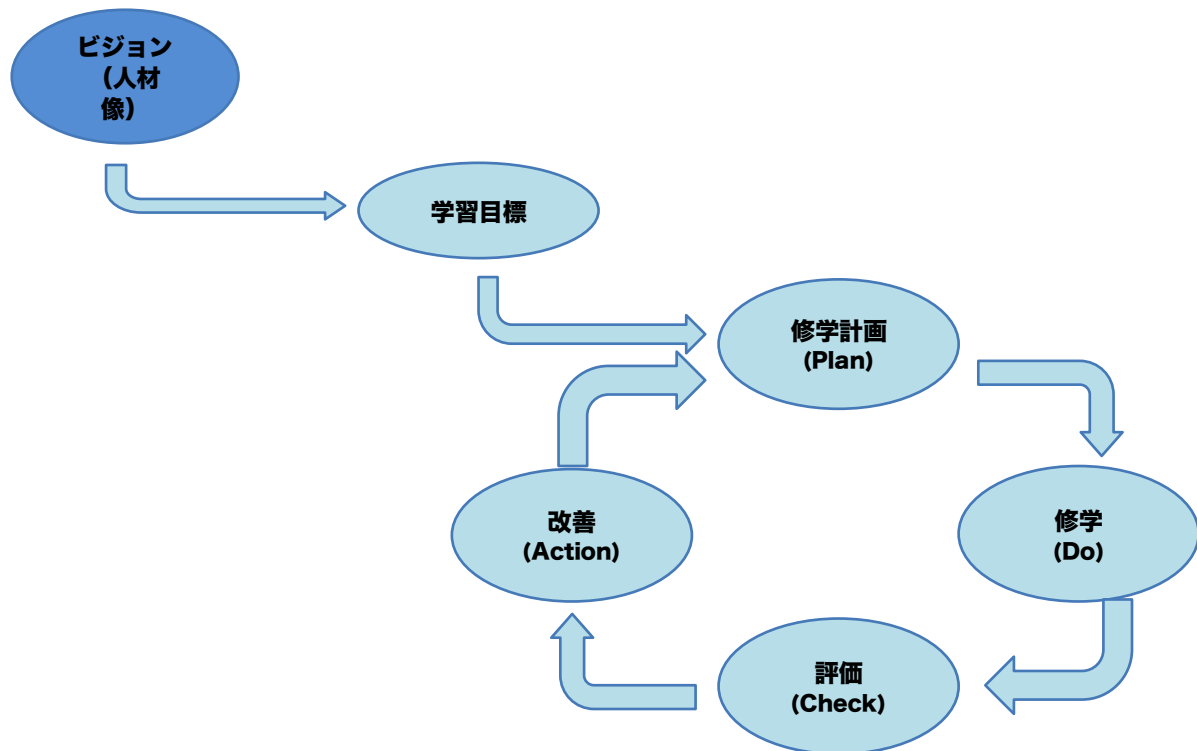 ビジョン
（人材
像）
学習目標
修学計画
(Plan)
修学
(Do)
評価
(Check)
改善
(Action)